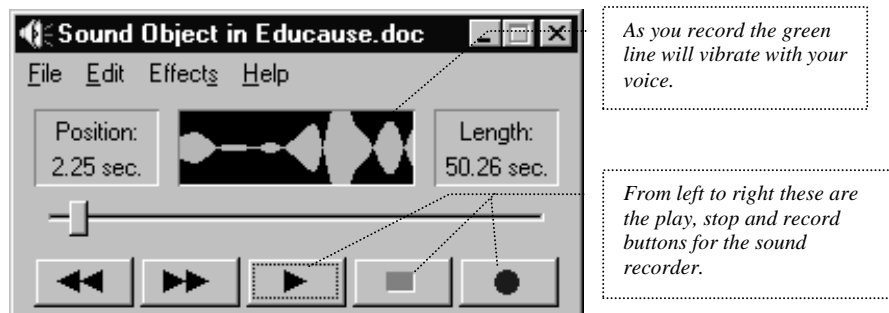 Sound Object in Educause.doc
File Edit Effects Help
Position:
2.25 sec.
Length:
50.26 sec.
As you record the green
line will vibrate with your
voice.
From left to right these are
the play, stop and record
buttons for the sound
recorder.